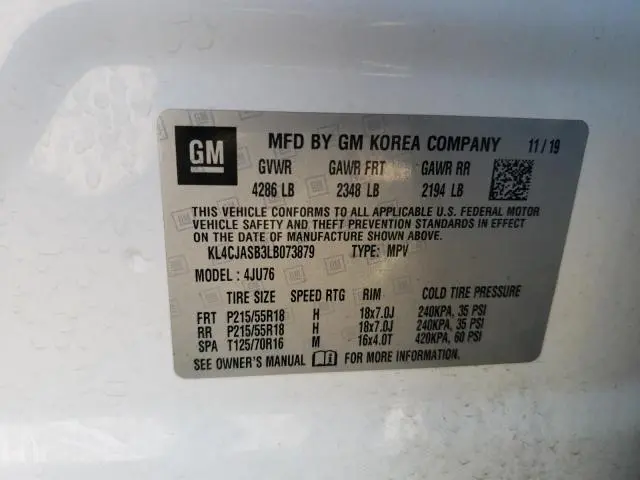 GM MFD BY GM KOREA COMPANY 11/19
GVWR GAWR FRT GAWR RR
4286 LB 2348 LB 2194 LB
THIS VEHICLE CONFORMS TO ALL APPLICABLE U.S. FEDERAL MOTOR
VEHICLE SAFETY AND THEFT PREVENTION STANDARDS IN EFFECT ON
THE DATE OF MANUFACTURE SHOWN ABOVE.
KL4CJASB3LB073879 TYPE: MPV
MODEL: 4JU76
TIRE SIZE SPEED RTG RIM COLD TIRE PRESSURE
FRT P215/55R18 H 18x7.0J 240KPA, 35 PSI
RR P215/55R18 H 18x7.0J 240KPA, 35 PSI
SPA T125/70R16 M 16x4.0T 420KPA, 60 PSI
SEE OWNER'S MANUAL FOR MORE INFORMATION.